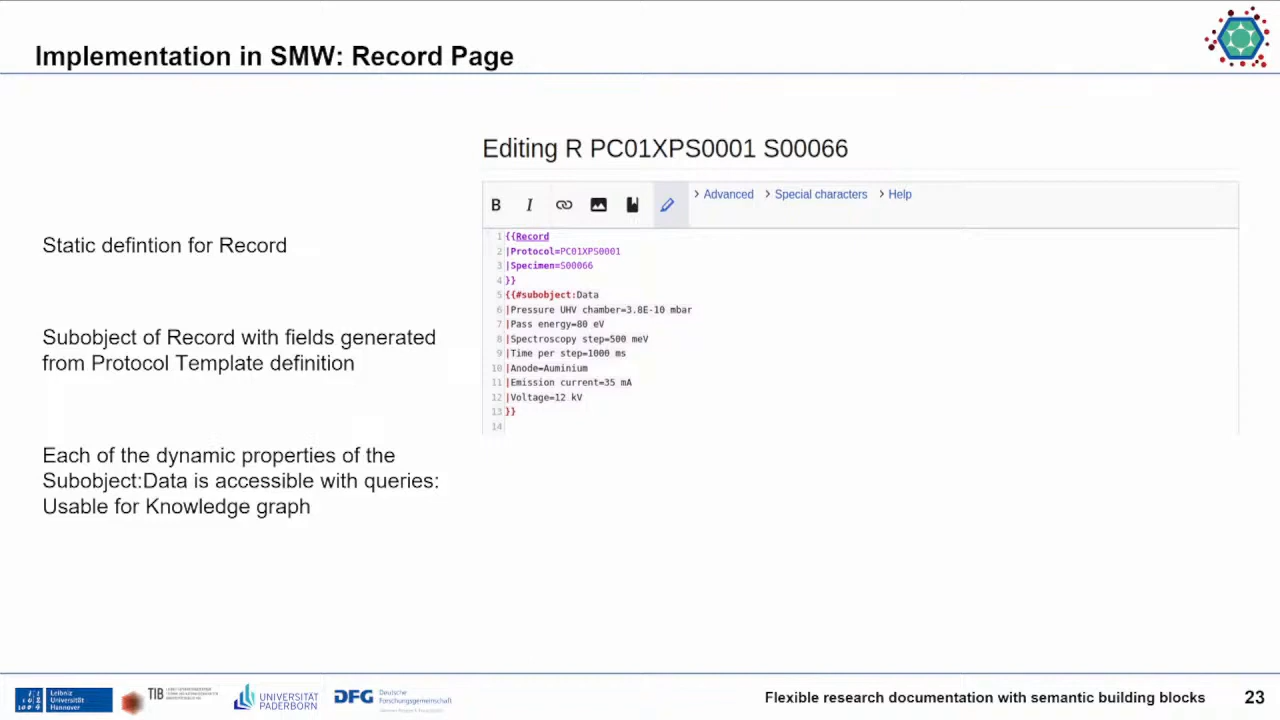 Implementation in SMW: Record Page
Static defintion for Record
Subobject of Record with fields generated
from Protocol Template definition
Each of the dynamic properties of the
Subobject:Data is accessible with queries:
Usable for Knowledge graph
Editing R PC01XPS0001 S00066
B I > Advanced > Special characters > Help
1 {{Record
2 |Protocol=PC01XPS0001
3 |Specimen=S00066
4 }}
5 {{#subobject:Data
6 |Pressure UHV chamber=3.8E-10 mbar
7 |Pass energy=80 eV
8 |Spectroscopy step=500 meV
9 |Time per step=1000 ms
10 |Anode=Auminium
11 |Emission current=35 mA
12 |Voltage=12 kV
13 }}
14
Leibniz
Universität
Hannover
TIB
UNIVERSITÄT
PADERBORN
DFG Deutsche
Forschungsgemeinschaft
Flexible research documentation with semantic building blocks 23